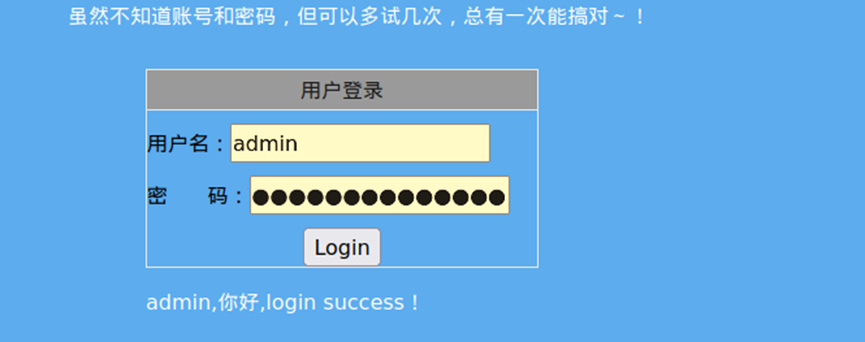 虽然不知道账号和密码，但可以多试几次，总有一次能搞对～！
用户登录
用户名：admin
密　　码：●●●●●●●●●●●●●●
Login
admin,你好,login success！